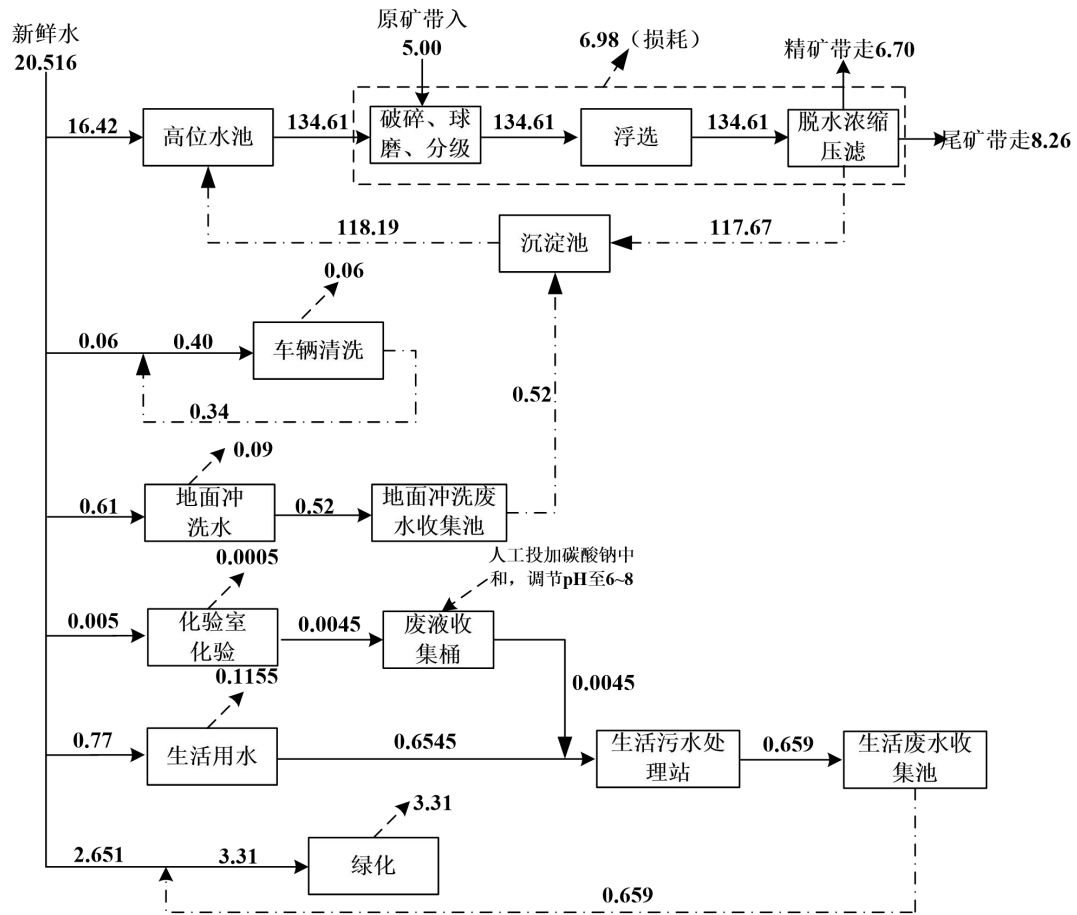 新鲜水
20.516
原矿带入
5.00
6.98（损耗）
精矿带走6.70
16.42
高位水池
134.61
破碎、球
磨、分级
134.61
浮选
134.61
脱水浓缩
压滤
尾矿带走8.26
118.19
沉淀池
117.67
0.06
0.06
0.40
车辆清洗
0.34
0.52
0.09
0.61
地面冲
洗水
0.52
地面冲洗废
水收集池
0.0005
人工投加碳酸钠中
和，调节pH至6~8
0.005
化验室
化验
0.0045
废液收
集桶
0.0045
0.1155
0.77
生活用水
0.6545
生活污水处
理站
0.659
生活废水收
集池
3.31
2.651
3.31
绿化
0.659